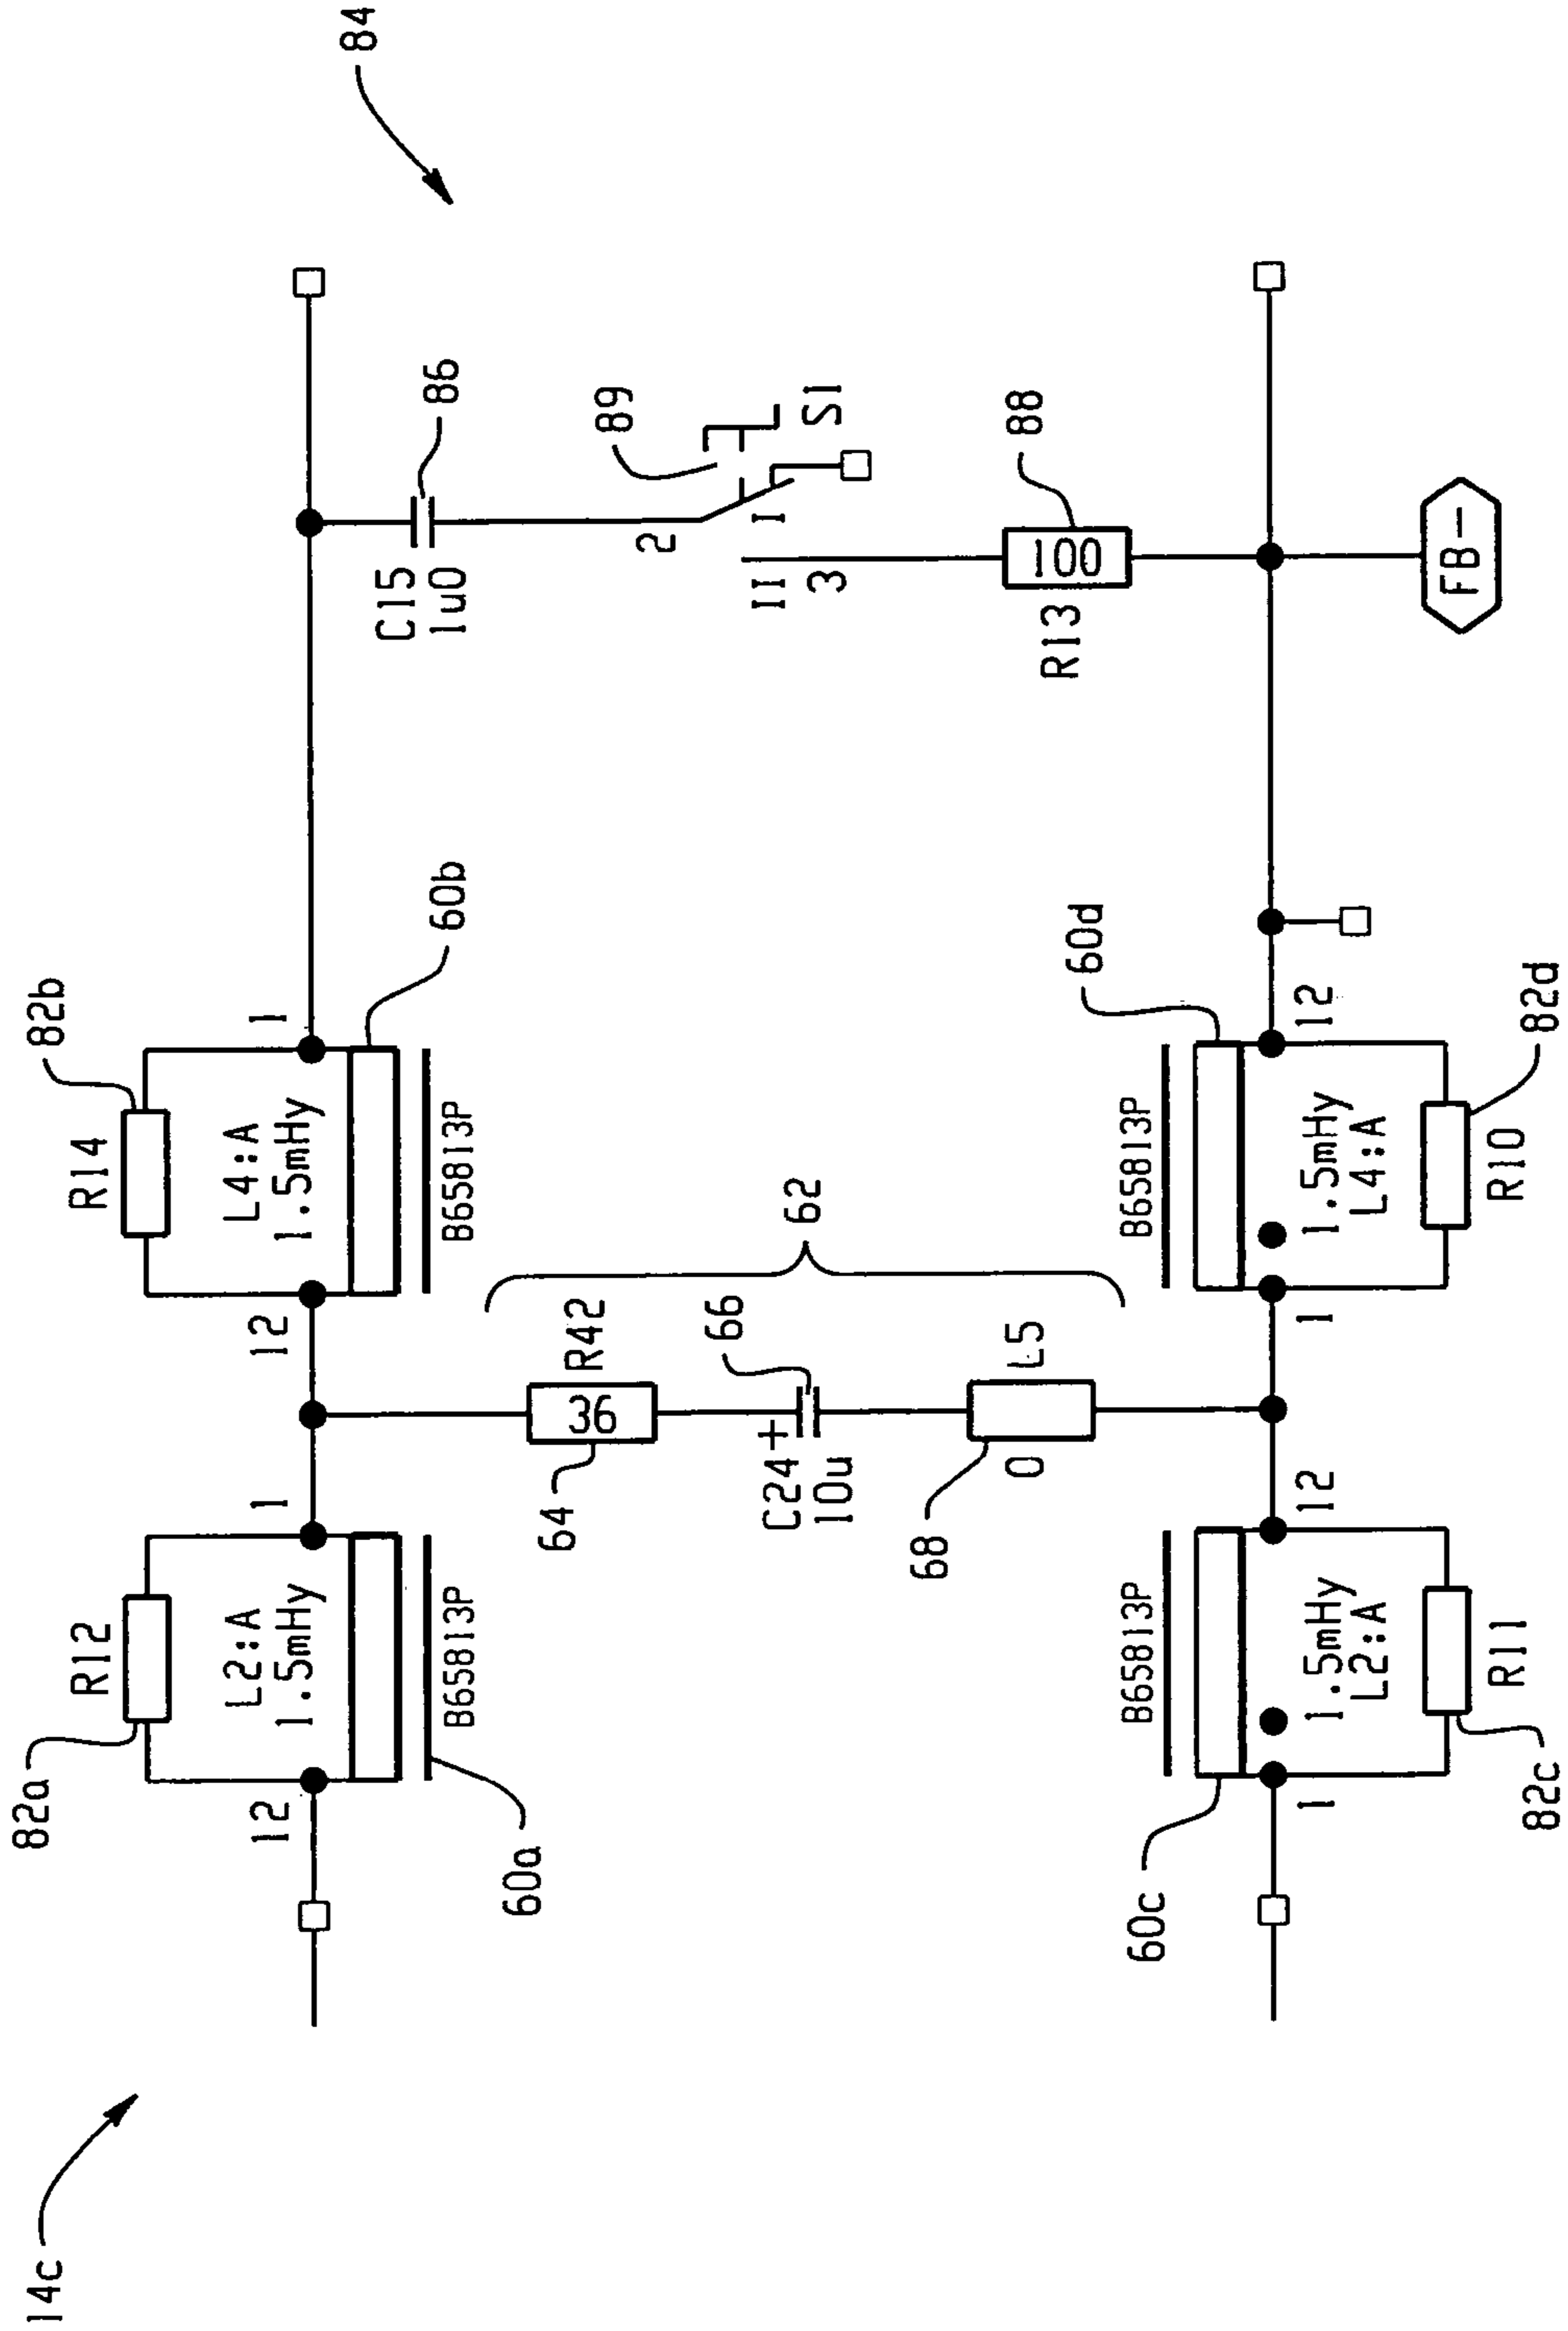 14c
84
82a
R12
L2:A
1.5mHy
12
1
B65813P
60a
82b
R14
L4:A
1.5mHy
12
1
B65813P
60b
C15
1u0
86
89
2
I
S1
II
3
88
100
R13
FB-
62
R42
36
64
66
C24
+
10u
L5
0
68
60c
B65813P
1
12
1.5mHy
L2:A
R11
82c
60d
B65813P
1
12
1.5mHy
L4:A
R10
82d